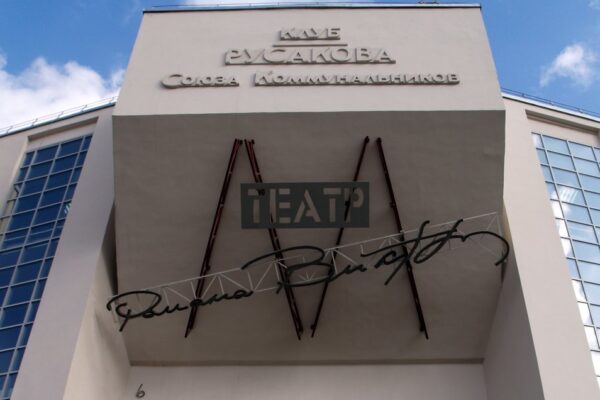 КЛУБ
РУСАКОВА
СОЮЗА КОММУНАЛЬНИКОВ
ТЕАТР
Романа Виктюка
6